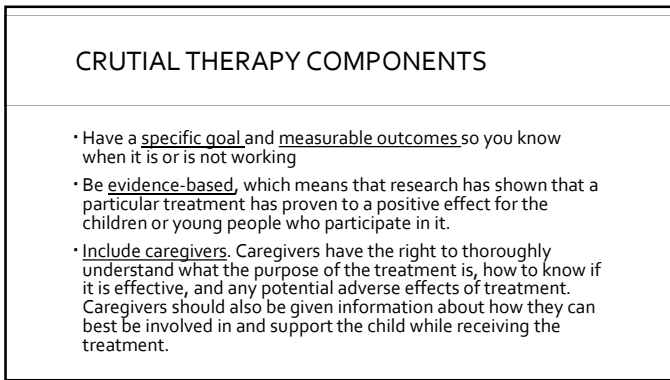 CRUTIAL THERAPY COMPONENTS
▪ Have a specific goal and measurable outcomes so you know
when it is or is not working
▪ Be evidence-based, which means that research has shown that a
particular treatment has proven to a positive effect for the
children or young people who participate in it.
▪ Include caregivers. Caregivers have the right to thoroughly
understand what the purpose of the treatment is, how to know if
it is effective, and any potential adverse effects of treatment.
Caregivers should also be given information about how they can
best be involved in and support the child while receiving the
treatment.